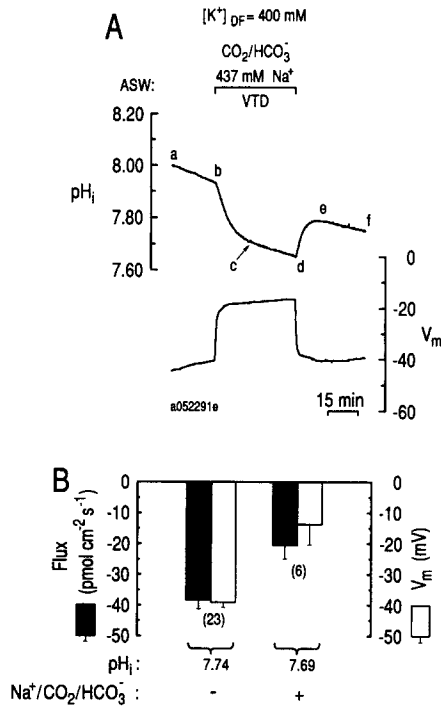 A
[K⁺] DF = 400 mM
CO₂/HCO₃⁻
ASW: 437 mM Na⁺
VTD
8.20
8.00
pHᵢ
7.80
7.60
a
b
c
d
e
f
0
-20
Vₘ
-40
-60
a052291e
15 min
B
0
-10
-20
-30
-40
-50
Flux
(pmol cm⁻² s⁻¹)
(23)
(6)
0
-10
-20
-30
-40
-50
Vₘ (mV)
pHᵢ : 7.74 7.69
Na⁺/CO₂/HCO₃⁻ : - +